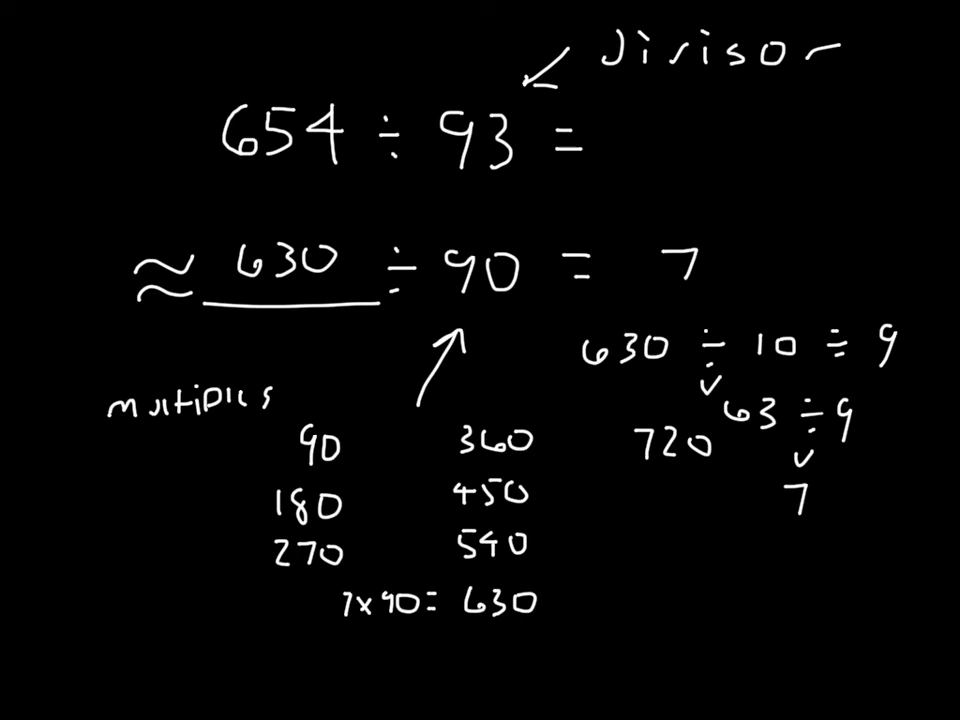 divisor
654 ÷ 93 =
≈ 630 ÷ 90 = 7
630 ÷ 10 ÷ 9
multiples
63 ÷ 9
90 360 720
7
180 450
270 540
7x90= 630